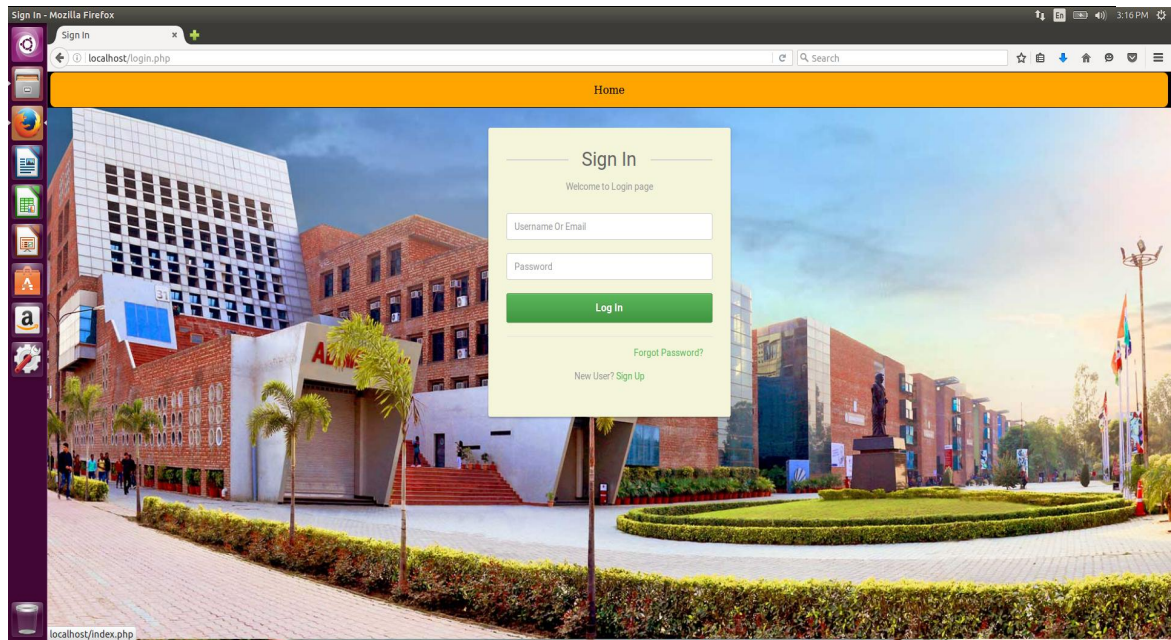 Sign In - Mozilla Firefox
En
3:16 PM
Sign In
localhost/login.php
Search
Home
Sign In
Welcome to Login page
Username Or Email
Password
Log In
Forgot Password?
New User? Sign Up
31
a
localhost/index.php